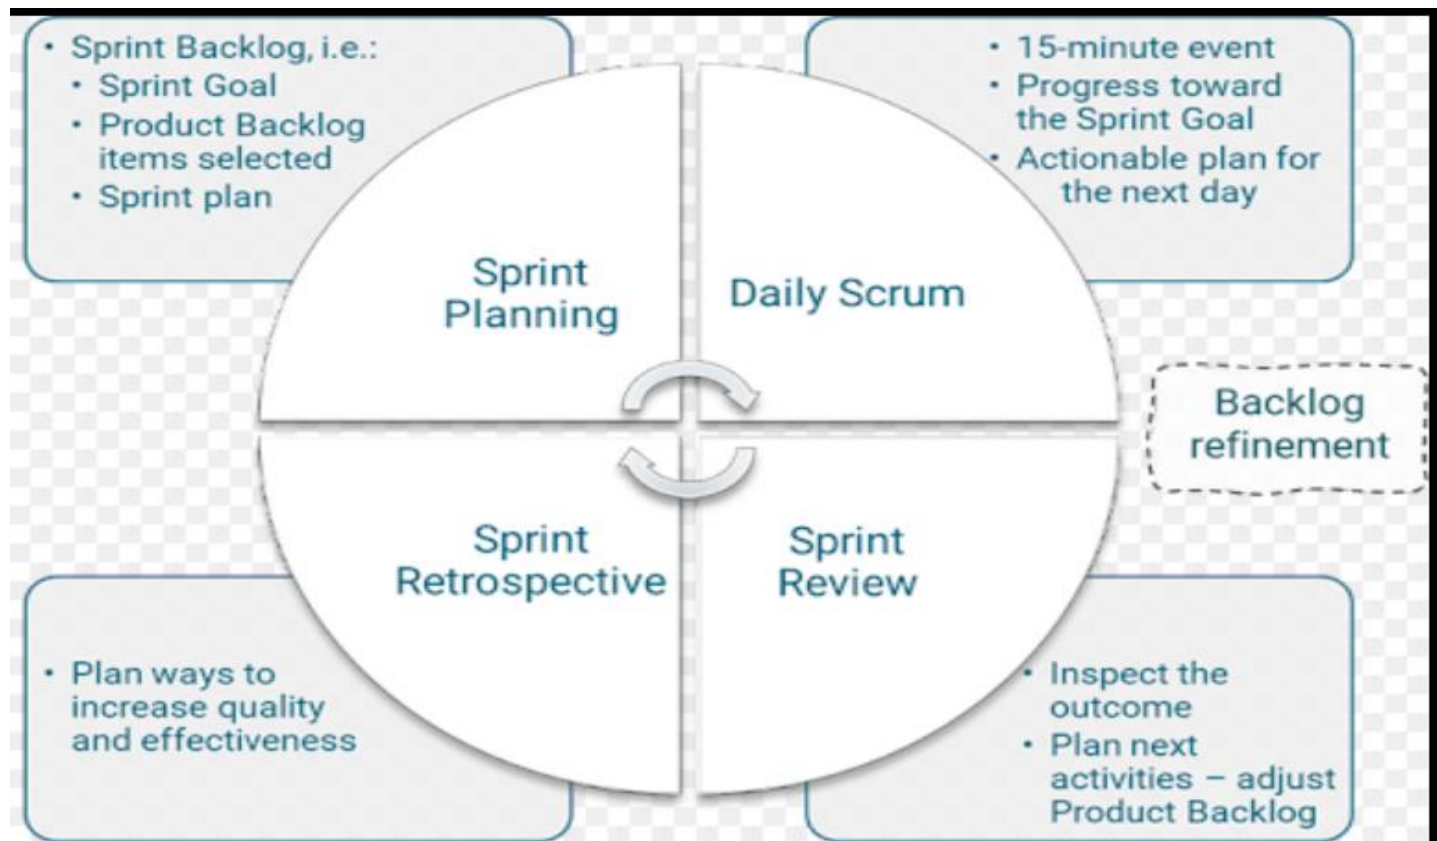 • Sprint Backlog, i.e.:
• Sprint Goal
• Product Backlog
items selected
• Sprint plan
• 15-minute event
• Progress toward
the Sprint Goal
• Actionable plan for
the next day
Sprint
Planning
Daily Scrum
Backlog
refinement
Sprint
Retrospective
Sprint
Review
• Plan ways to
increase quality
and effectiveness
• Inspect the
outcome
• Plan next
activities – adjust
Product Backlog